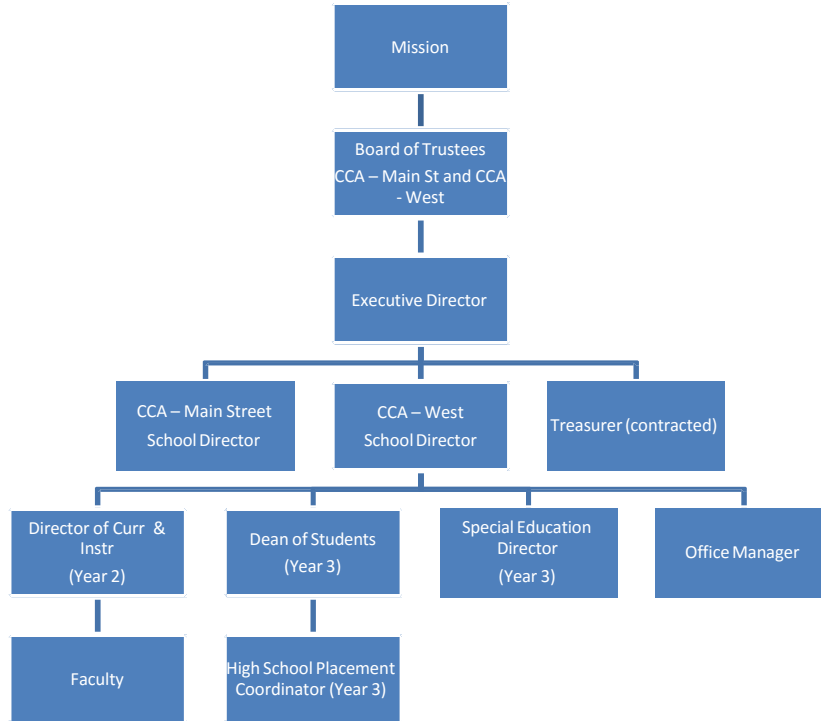 Mission
Board of Trustees
CCA – Main St and CCA
- West
Executive Director
CCA – Main Street
School Director
CCA – West
School Director
Treasurer (contracted)
Director of Curr & 
Instr
(Year 2)
Dean of Students
(Year 3)
Special Education
Director
(Year 3)
Office Manager
Faculty
High School Placement
Coordinator (Year 3)